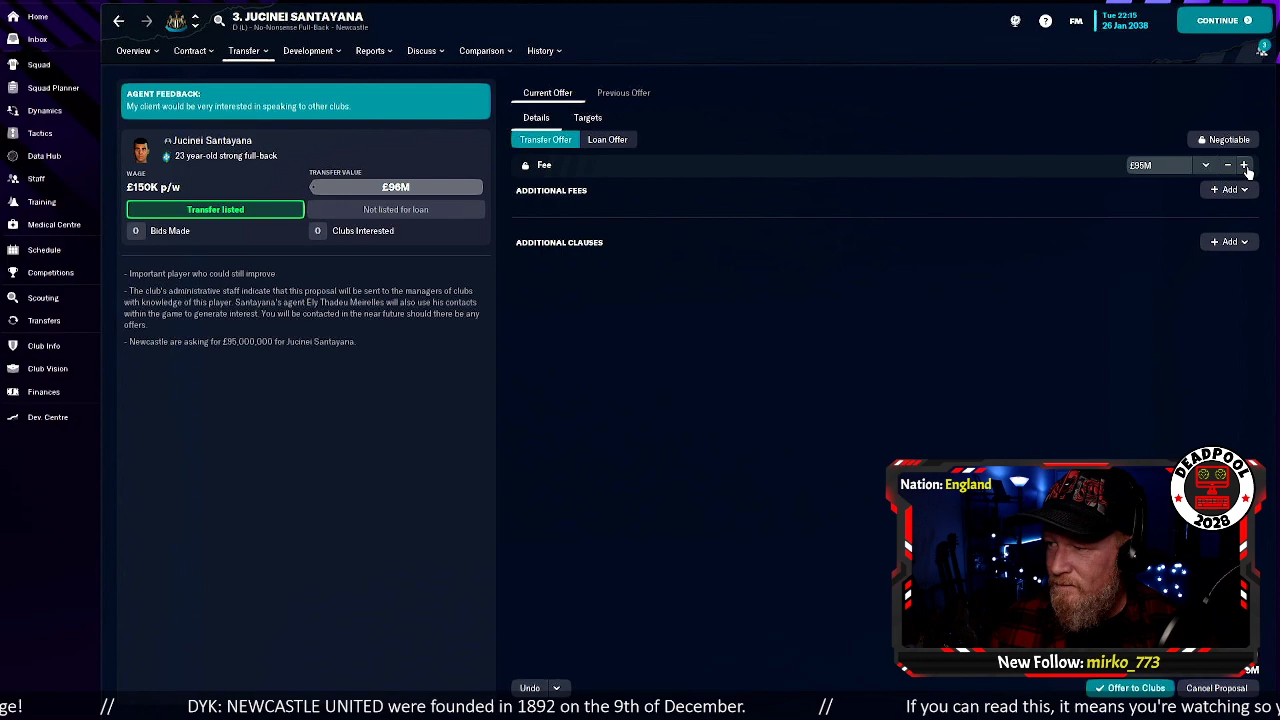 3. JUCINEI SANTAYANA
D (L) - No-Nonsense Full-Back - Newcastle
FM
Tue 22:15
26 Jan 2038
CONTINUE
3
Home
Inbox
Squad
Squad Planner
Dynamics
Tactics
Data Hub
Staff
Training
Medical Centre
Schedule
Competitions
Scouting
Transfers
Club Info
Club Vision
Finances
Dev. Centre
Overview
Contract
Transfer
Development
Reports
Discuss
Comparison
History
AGENT FEEDBACK:
My client would be very interested in speaking to other clubs.
Jucinei Santayana
23 year-old strong full-back
WAGE
£150K p/w
TRANSFER VALUE
£96M
Transfer listed
Not listed for loan
0 Bids Made
0 Clubs Interested
- Important player who could still improve
- The club's administrative staff indicate that this proposal will be sent to the managers of clubs
with knowledge of this player. Santayana's agent Ely Thadeu Meirelles will also use his contacts
within the game to generate interest. You will be contacted in the near future should there be any
offers.
- Newcastle are asking for £95,000,000 for Jucinei Santayana.
Current Offer
Previous Offer
Details
Targets
Transfer Offer
Loan Offer
Negotiable
Fee
£95M
ADDITIONAL FEES
+ Add
ADDITIONAL CLAUSES
+ Add
Nation: England
DEADPOOL
2028
New Follow: mirko_773
Undo
Offer to Clubs
Cancel Proposal
ge! // DYK: NEWCASTLE UNITED were founded in 1892 on the 9th of December. // If you can read this, it means you're watching so y